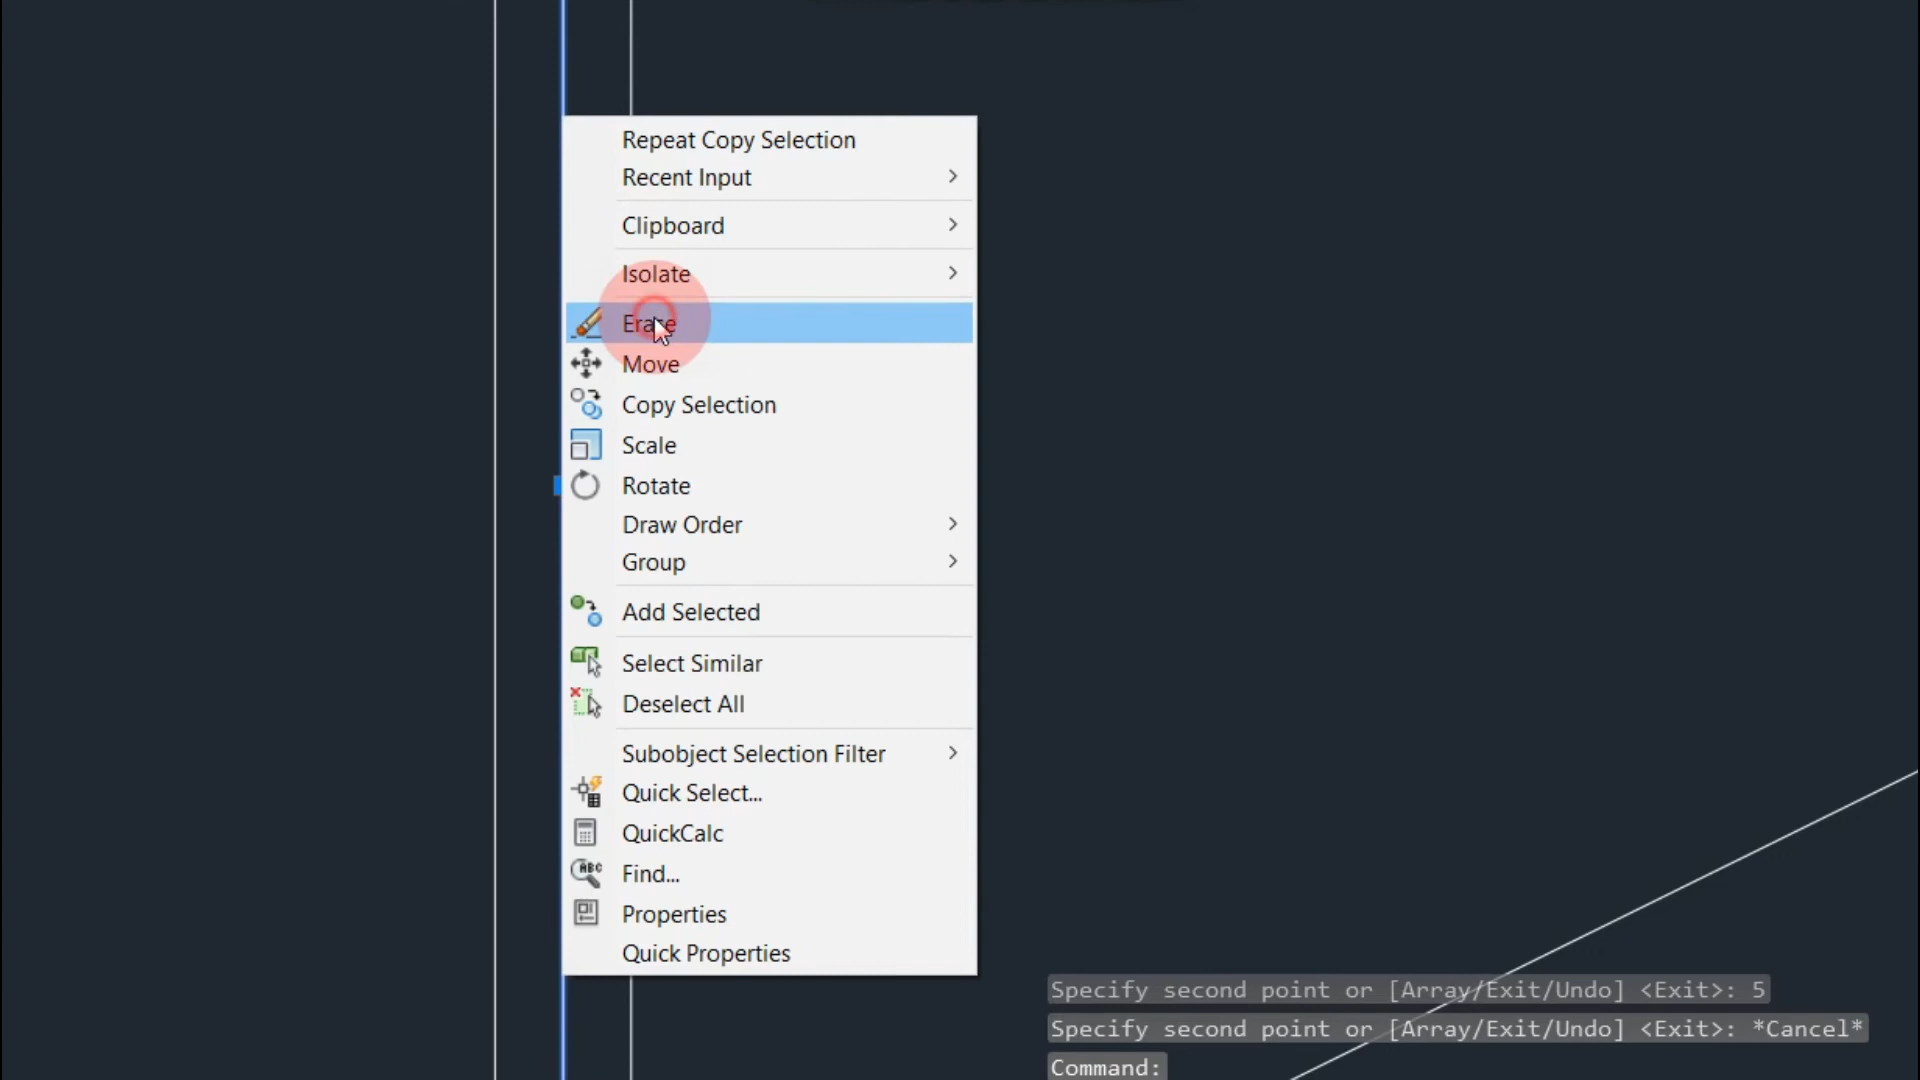 Repeat Copy Selection
Recent Input
Clipboard
Isolate
Erase
Move
Copy Selection
Scale
Rotate
Draw Order
Group
Add Selected
Select Similar
Deselect All
Subobject Selection Filter
Quick Select...
QuickCalc
ABC
Find...
Properties
Quick Properties
Specify second point or [Array/Exit/Undo] <Exit>: 5
Specify second point or [Array/Exit/Undo] <Exit>: *Cancel*
Command: